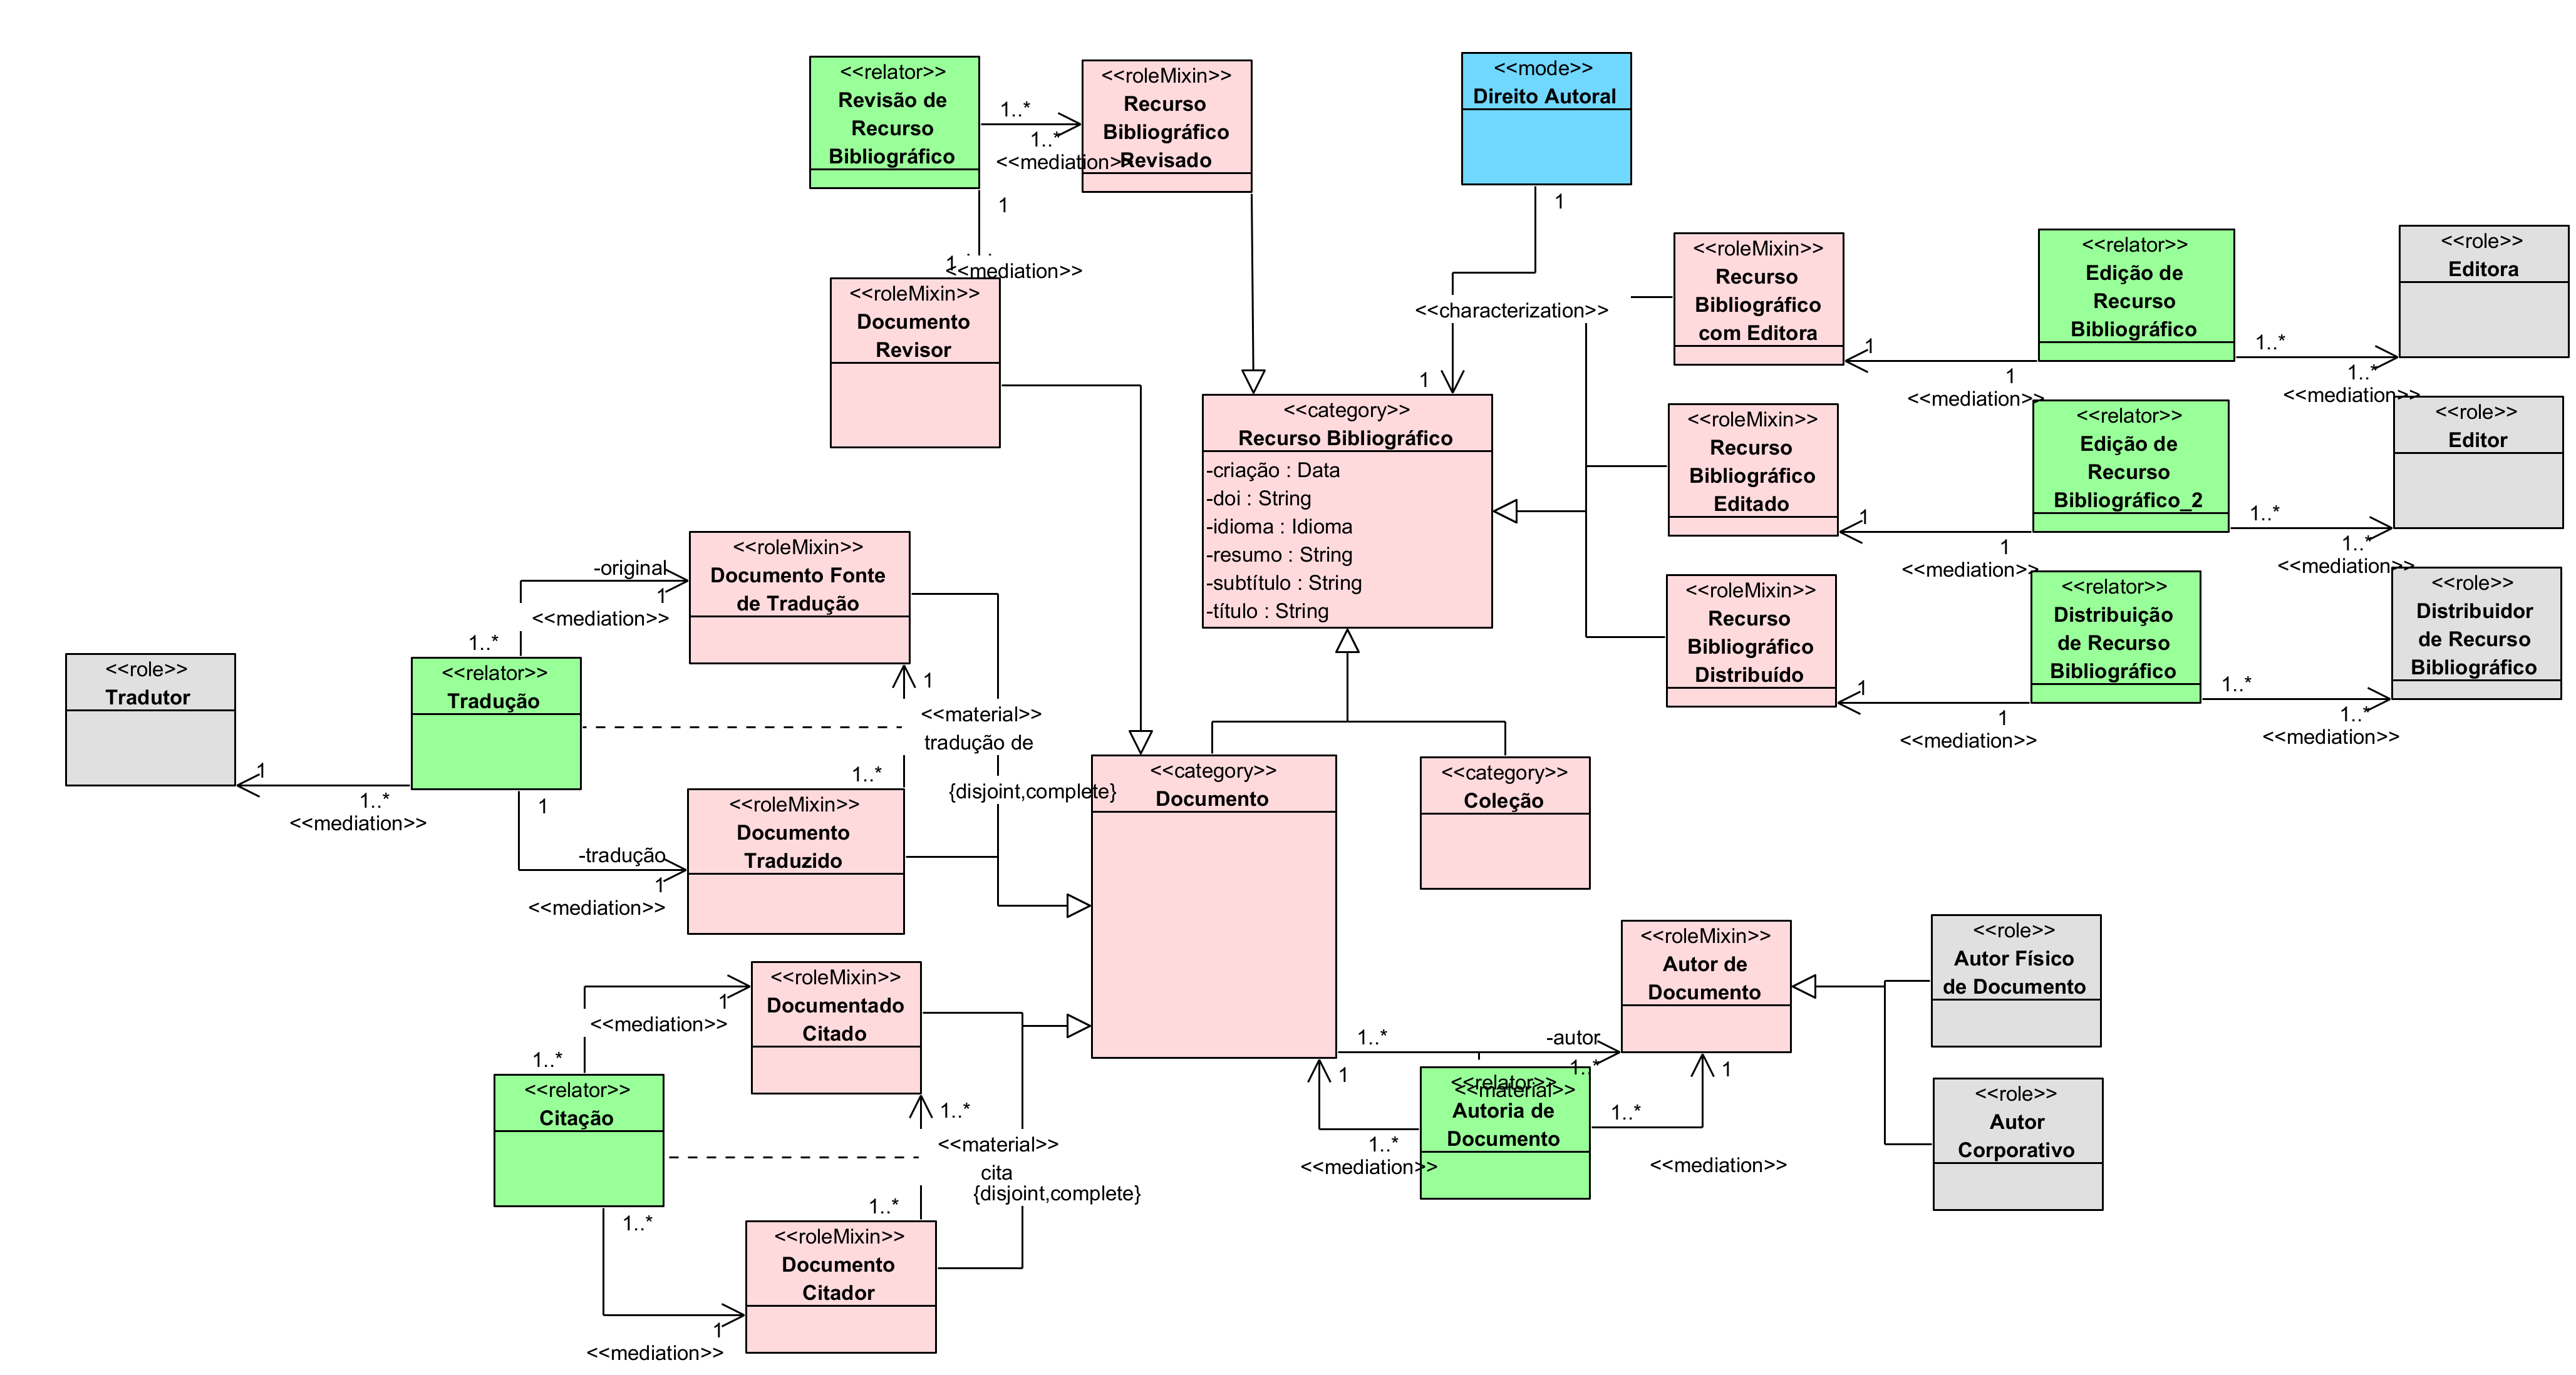 <<relator>>
Revisão de
Recurso
Bibliográfico
1..*
1..*
<<mediation>>
<<roleMixin>>
Recurso
Bibliográfico
Revisado
<<mode>>
Direito Autoral
1
1
1
<<mediation>>
<<roleMixin>>
Documento
Revisor
<<characterization>>
1
<<roleMixin>>
Recurso
Bibliográfico
com Editora
1
1
<<mediation>>
<<relator>>
Edição de
Recurso
Bibliográfico
1..*
1..*
<<mediation>>
<<role>>
Editora
<<category>>
Recurso Bibliográfico
-criação : Data
-doi : String
-idioma : Idioma
-resumo : String
-subtítulo : String
-título : String
<<roleMixin>>
Recurso
Bibliográfico
Editado
1
1
<<mediation>>
<<relator>>
Edição de
Recurso
Bibliográfico_2
1..*
1..*
<<mediation>>
<<role>>
Editor
<<roleMixin>>
Recurso
Bibliográfico
Distribuído
1
1
<<mediation>>
<<relator>>
Distribuição
de Recurso
Bibliográfico
1..*
1..*
<<mediation>>
<<role>>
Distribuidor
de Recurso
Bibliográfico
-original
1
<<mediation>>
1..*
<<roleMixin>>
Documento Fonte
de Tradução
<<role>>
Tradutor
<<relator>>
Tradução
1
1..*
<<mediation>>
1
<<material>>
tradução de
1..*
{disjoint,complete}
1
-tradução
1
<<mediation>>
<<roleMixin>>
Documento
Traduzido
<<category>>
Documento
<<category>>
Coleção
<<roleMixin>>
Documentado
Citado
1
<<mediation>>
1..*
<<relator>>
Citação
1..*
<<material>>
cita
{disjoint,complete}
1..*
1..*
1
<<mediation>>
<<roleMixin>>
Documento
Citador
1..*
-autor
1..*
<<material>>
<<roleMixin>>
Autor de
Documento
1
1..*
<<mediation>>
<<relator>>
Autoria de
Documento
1..*
1
<<mediation>>
<<role>>
Autor Físico
de Documento
<<role>>
Autor
Corporativo